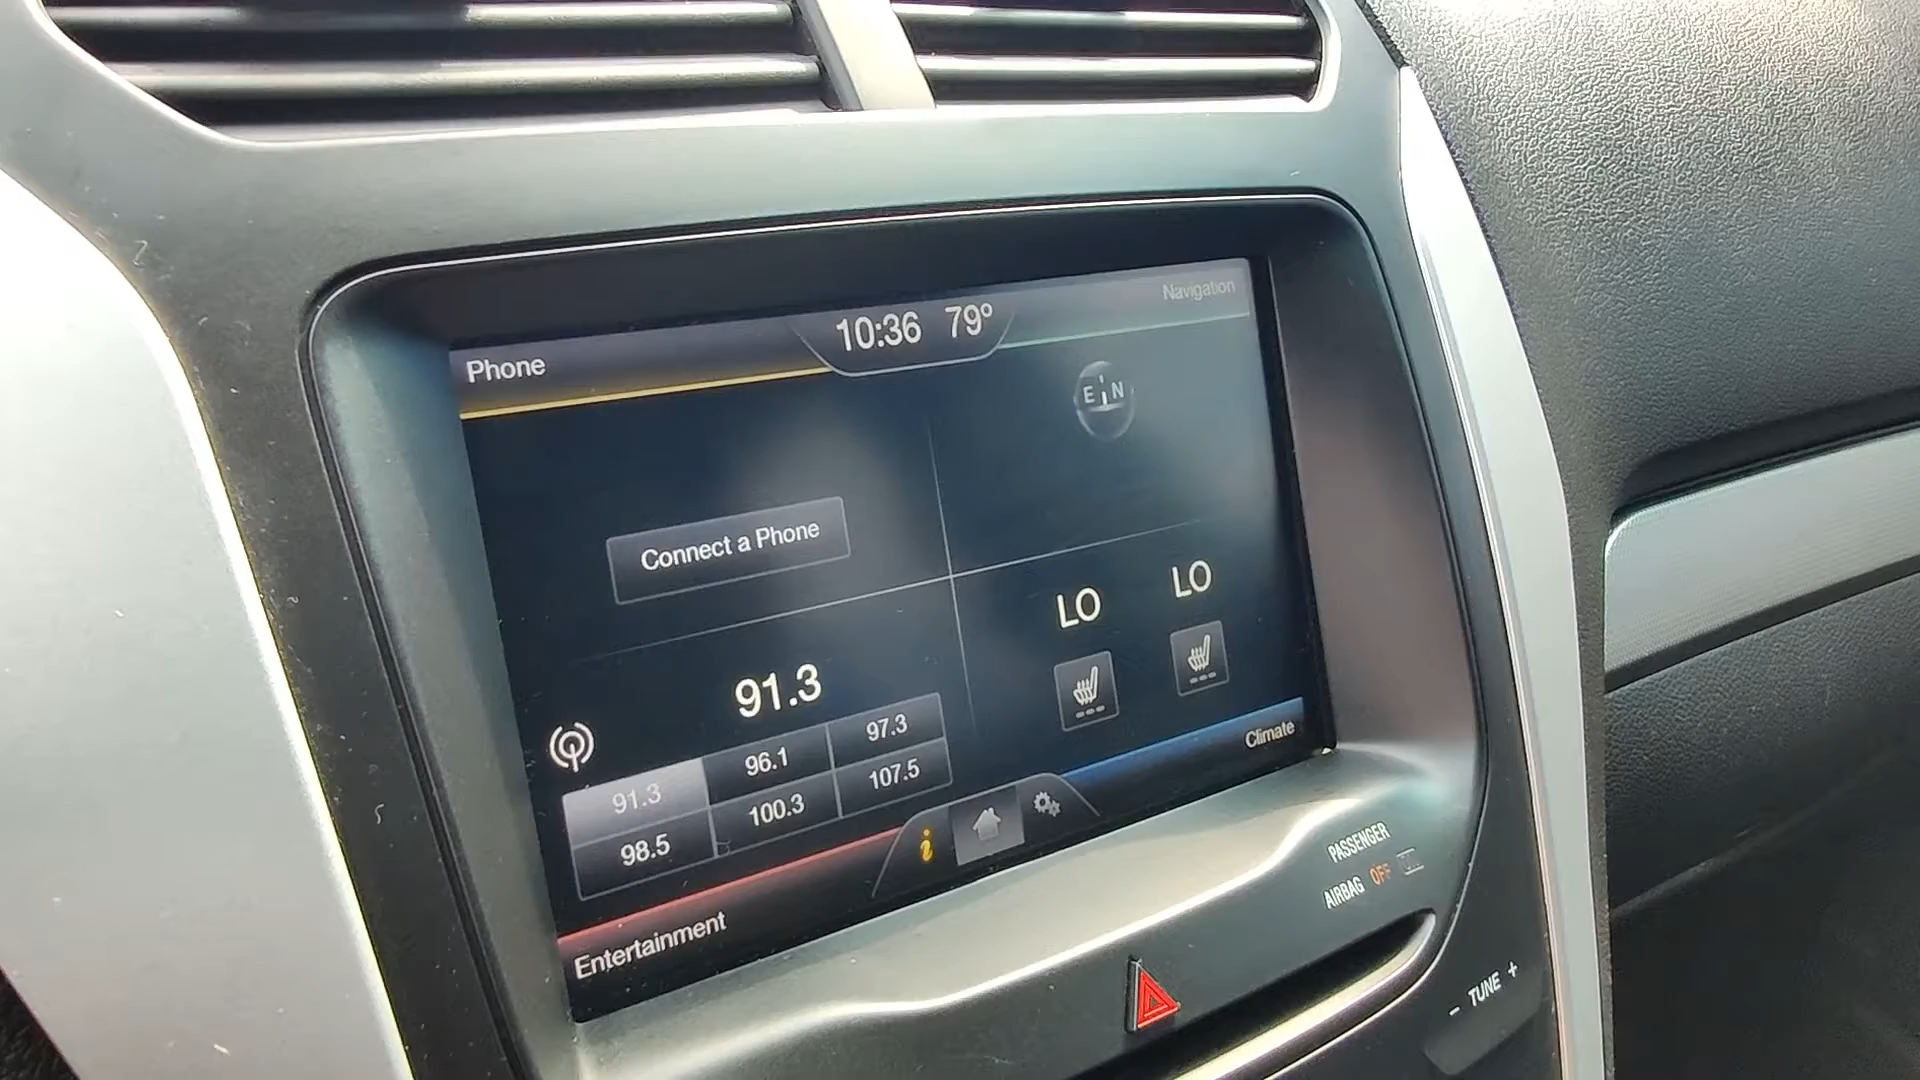 Phone
10:36 79°
Navigation
E N
Connect a Phone
LO LO
91.3
91.3 96.1 97.3
98.5 100.3 107.5
Climate
i
Entertainment
PASSENGER
AIRBAG OFF
- TUNE +